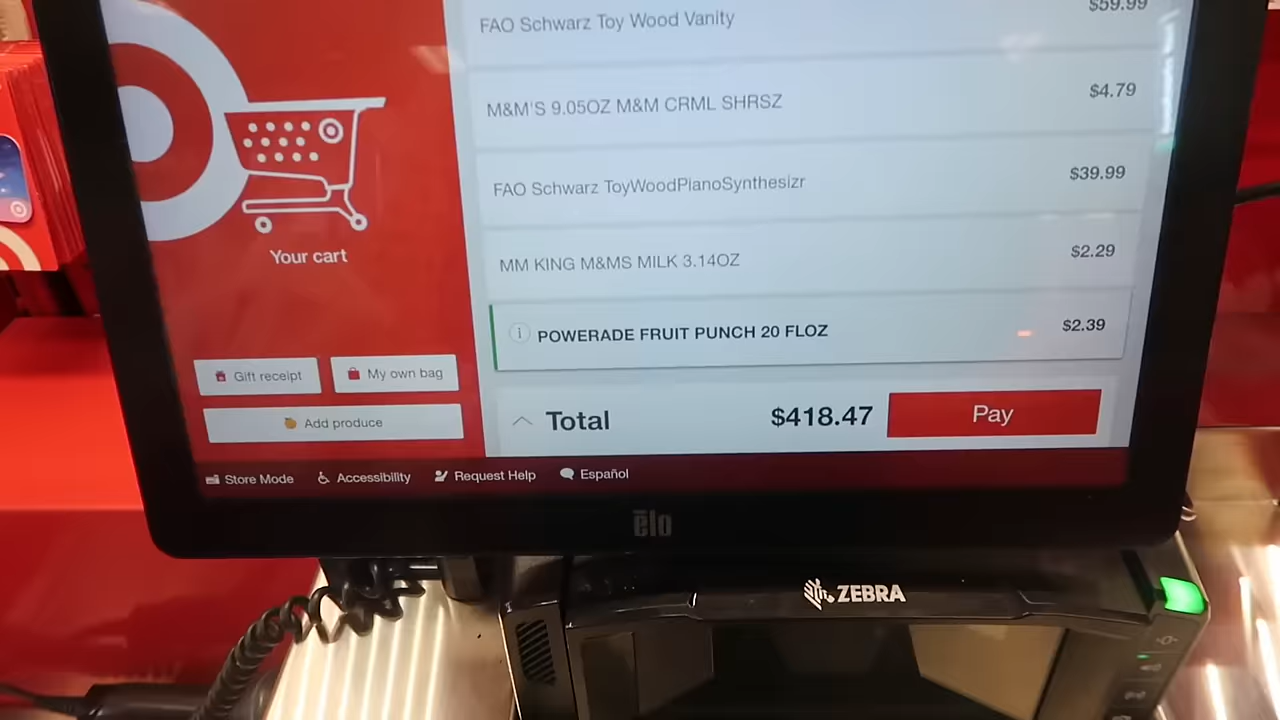 $59.99
FAO Schwarz Toy Wood Vanity
M&M'S 9.05OZ M&M CRML SHRSZ $4.79
FAO Schwarz ToyWoodPianoSynthesizr $39.99
MM KING M&MS MILK 3.14OZ $2.29
POWERADE FRUIT PUNCH 20 FLOZ $2.39
Total $418.47 Pay
Your cart
Gift receipt My own bag
Add produce
Store Mode Accessibility Request Help Español
elo
ZEBRA